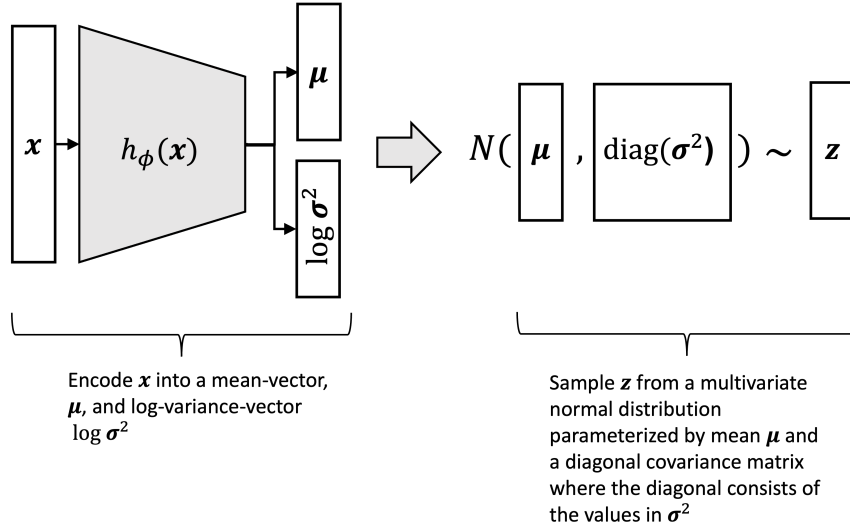 x
h_ϕ(x)
μ
log σ²
N( μ , diag(σ²) ) ~ z
Encode x into a mean-vector,
μ, and log-variance-vector
log σ²
Sample z from a multivariate
normal distribution
parameterized by mean μ and
a diagonal covariance matrix
where the diagonal consists of
the values in σ²